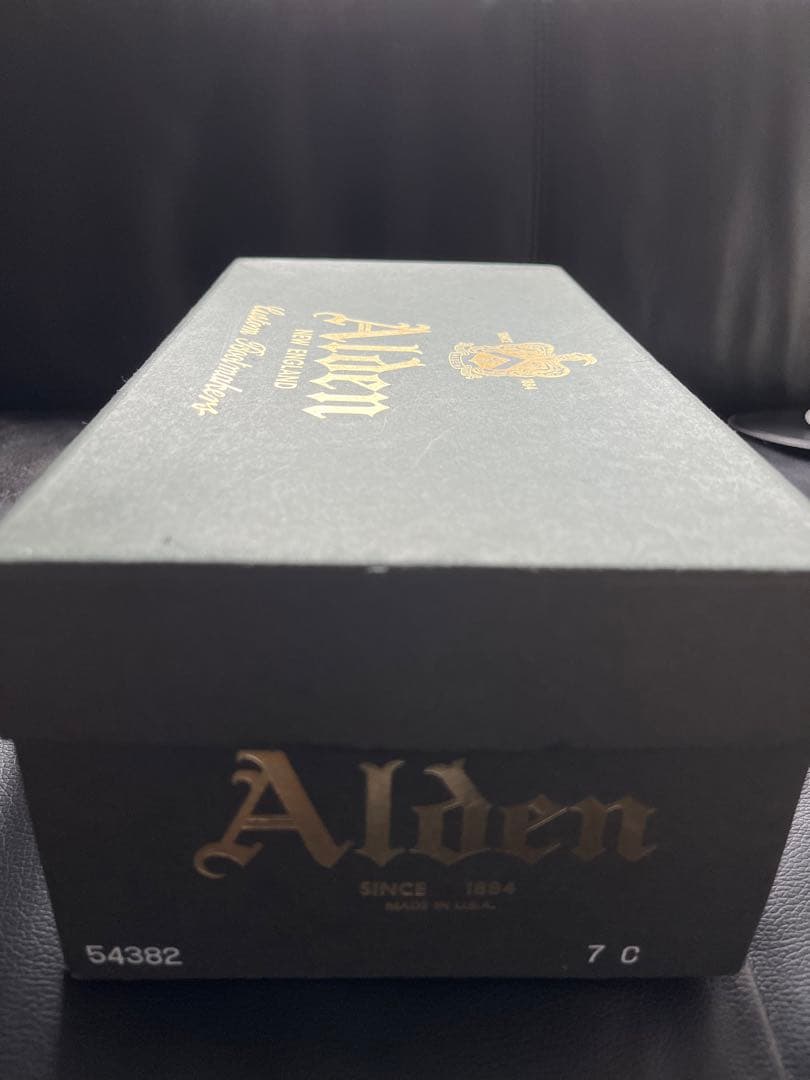 Alden
NEW ENGLAND
Custom Bootmakers
Alden
SINCE 1884
MADE IN U.S.A.
54382 7 C